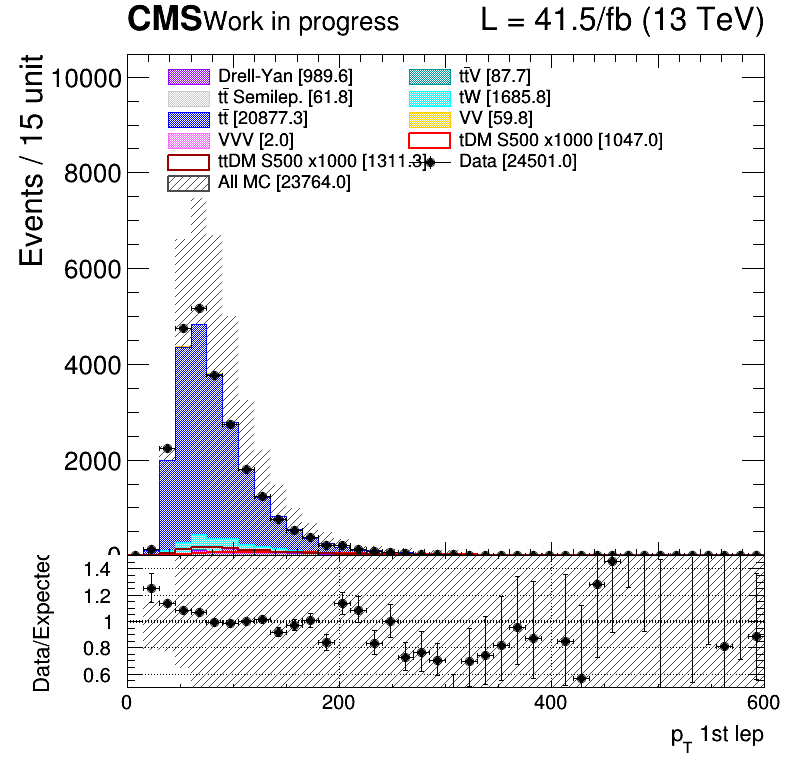 CMS Work in progress L = 41.5/fb (13 TeV)
Events / 15 unit
10000
8000
6000
4000
2000
0
Drell-Yan [989.6] tt̄V [87.7]
tt̄ Semilep. [61.8] tW [1685.8]
tt̄ [20877.3] VV [59.8]
VVV [2.0] tDM S500 x1000 [1047.0]
ttDM S500 x1000 [1311.3] Data [24501.0]
All MC [23764.0]
Data/Expected
1.4
1.2
1
0.8
0.6
0 200 400 600
p_T 1st lep